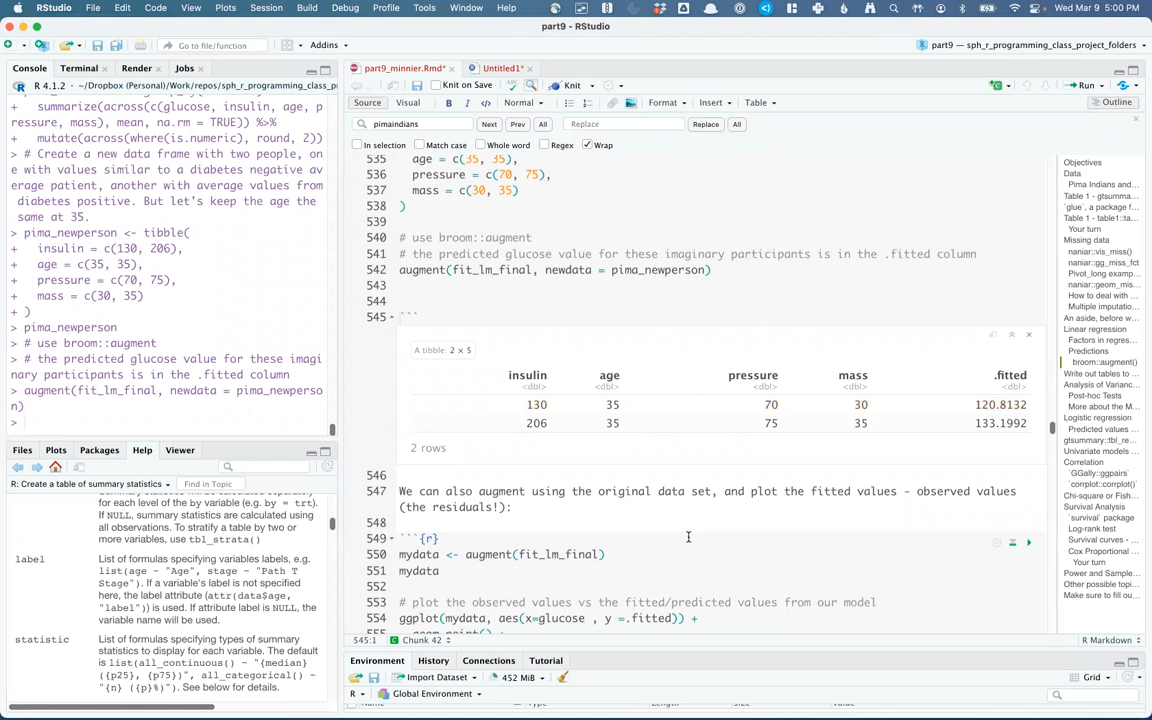 RStudio File Edit Code View Plots Session Build Debug Profile Tools Window Help Wed Mar 9 5:00 PM
part9 - RStudio
Go to file/function Addins part9 — sph_r_programming_class_project_folders
Console Terminal Render Jobs
R 4.1.2 · ~/Dropbox (Personal)/Work/repos/sph_r_programming_class_p
+   summarize(across(c(glucose, insulin, age, p
ressure, mass), mean, na.rm = TRUE)) %>%
+   mutate(across(where(is.numeric), round, 2))
> # Create a new data frame with two people, on
e with values similar to a diabetes negative av
erage patient, another with average values from
diabetes positive. But let's keep the age the
same at 35.
> pima_newperson <- tibble(
+   insulin = c(130, 206),
+   age = c(35, 35),
+   pressure = c(70, 75),
+   mass = c(30, 35)
+ )
> pima_newperson
> # use broom::augment
> # the predicted glucose value for these imagi
nary participants is in the .fitted column
> augment(fit_lm_final, newdata = pima_newperso
n)
>
Files Plots Packages Help Viewer
R: Create a table of summary statistics Find in Topic
for each level of the by variable (e.g. by = trt).
If NULL, summary statistics are calculated using
all observations. To stratify a table by two or
more variables, use tbl_strata()
label List of formulas specifying variables labels, e.g.
list(age ~ "Age", stage ~ "Path T
Stage"). If a variable's label is not specified
here, the label attribute (attr(data$age,
"label")) is used. If attribute label is NULL, the
variable name will be used.
statistic List of formulas specifying types of summary
statistics to display for each variable. The default
is list(all_continuous() ~ "{median}
({p25}, {p75})", all_categorical() ~
"{n} ({p}%)"). See below for details.
part9_minnier.Rmd* Untitled1*
Knit on Save Knit Run
Source Visual B I Normal Format Insert Table Outline
pimaindians Next Prev All Replace Replace All
In selection Match case Whole word Regex Wrap
535   age = c(35, 35),
536   pressure = c(70, 75),
537   mass = c(30, 35)
538 )
539
540 # use broom::augment
541 # the predicted glucose value for these imaginary participants is in the .fitted column
542 augment(fit_lm_final, newdata = pima_newperson)
543
544
545 ```
A tibble: 2 × 5
insulin age pressure mass .fitted
<dbl> <dbl> <dbl> <dbl> <dbl>
130 35 70 30 120.8132
206 35 75 35 133.1992
2 rows
546
547 We can also augment using the original data set, and plot the fitted values - observed values
(the residuals!):
548
549 ```{r}
550 mydata <- augment(fit_lm_final)
551 mydata
552
553 # plot the observed values vs the fitted/predicted values from our model
554 ggplot(mydata, aes(x=glucose , y =.fitted)) +
545:1 Chunk 42 R Markdown
Objectives
Data
Pima Indians and...
Table 1 - gtsumma...
`glue`, a package f...
Table 1 - table1::ta...
Your turn
Missing data
naniar::vis_miss()
naniar::gg_miss_fct
Pivot_long examp...
naniar::geom_mis...
How to deal with ...
Multiple imputatio...
An aside, before w...
Linear regression
Factors in regres...
Predictions
broom::augment()
Write out tables to ...
Analysis of Varianc...
Post-hoc Tests
More about the M...
Logistic regression
Predicted values ...
gtsummary::tbl_re...
Univariate models ...
Correlation
`GGally::ggpairs`
`corrplot::corrplot()`
Chi-square or Fish...
Survival Analysis
`survival` package
Log-rank test
Survival curves - ...
Cox Proportional ...
Your turn
Power and Sample...
Other possible topi...
Make sure to fill ou...
Environment History Connections Tutorial
Import Dataset 452 MiB Grid
R Global Environment